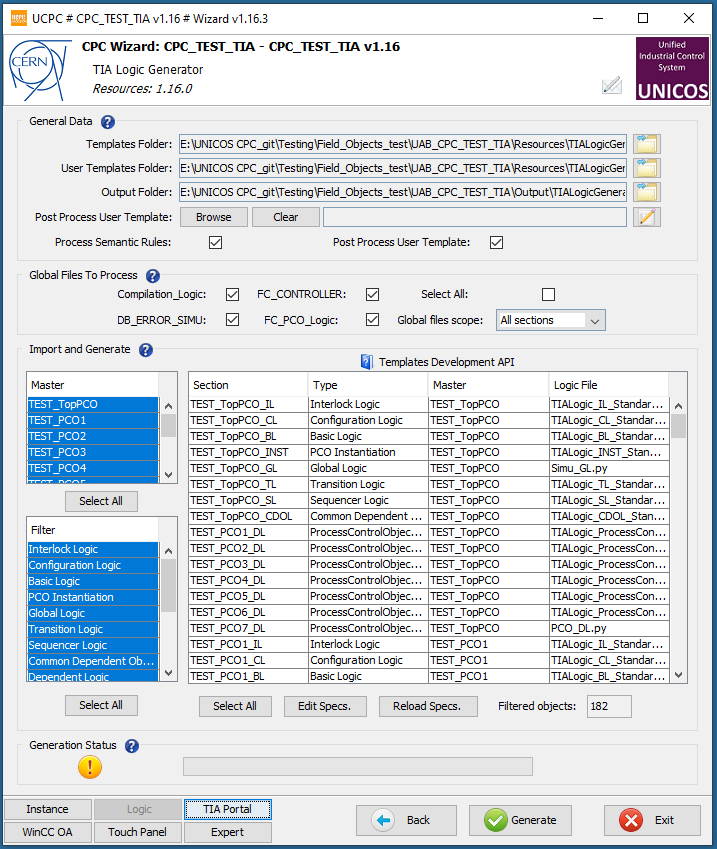 UCPC # CPC_TEST_TIA v1.16 # Wizard v1.16.3
CERN
CPC Wizard: CPC_TEST_TIA - CPC_TEST_TIA v1.16
TIA Logic Generator
Resources: 1.16.0
Unified
Industrial Control
System
UNICOS
General Data
Templates Folder: E:\UNICOS CPC_git\Testing\Field_Objects_test\UAB_CPC_TEST_TIA\Resources\TIALogicGer
User Templates Folder: E:\UNICOS CPC_git\Testing\Field_Objects_test\UAB_CPC_TEST_TIA\Resources\TIALogicGer
Output Folder: E:\UNICOS CPC_git\Testing\Field_Objects_test\UAB_CPC_TEST_TIA\Output\TIALogicGenera
Post Process User Template: Browse Clear
Process Semantic Rules: Post Process User Template:
Global Files To Process
Compilation_Logic: FC_CONTROLLER: Select All:
DB_ERROR_SIMU: FC_PCO_Logic: Global files scope: All sections
Import and Generate
Templates Development API
Master
TEST_TopPCO
TEST_PCO1
TEST_PCO2
TEST_PCO3
TEST_PCO4
TEST_PCO5
Select All
Filter
Interlock Logic
Configuration Logic
Basic Logic
PCO Instantiation
Global Logic
Transition Logic
Sequencer Logic
Common Dependent Ob...
Dependent Logic
Select All
Section Type Master Logic File
TEST_TopPCO_IL Interlock Logic TEST_TopPCO TIALogic_IL_Standar...
TEST_TopPCO_CL Configuration Logic TEST_TopPCO TIALogic_CL_Standar...
TEST_TopPCO_BL Basic Logic TEST_TopPCO TIALogic_BL_Standar...
TEST_TopPCO_INST PCO Instantiation TEST_TopPCO TIALogic_INST_Stan...
TEST_TopPCO_GL Global Logic TEST_TopPCO Simu_GL.py
TEST_TopPCO_TL Transition Logic TEST_TopPCO TIALogic_TL_Standar...
TEST_TopPCO_SL Sequencer Logic TEST_TopPCO TIALogic_SL_Standar...
TEST_TopPCO_CDOL Common Dependent ... TEST_TopPCO TIALogic_CDOL_Stan...
TEST_PCO1_DL ProcessControlObjec... TEST_TopPCO TIALogic_ProcessCon...
TEST_PCO2_DL ProcessControlObjec... TEST_TopPCO TIALogic_ProcessCon...
TEST_PCO3_DL ProcessControlObjec... TEST_TopPCO TIALogic_ProcessCon...
TEST_PCO4_DL ProcessControlObjec... TEST_TopPCO TIALogic_ProcessCon...
TEST_PCO5_DL ProcessControlObjec... TEST_TopPCO TIALogic_ProcessCon...
TEST_PCO6_DL ProcessControlObjec... TEST_TopPCO TIALogic_ProcessCon...
TEST_PCO7_DL ProcessControlObjec... TEST_TopPCO PCO_DL.py
TEST_PCO1_IL Interlock Logic TEST_PCO1 TIALogic_IL_Standar...
TEST_PCO1_CL Configuration Logic TEST_PCO1 TIALogic_CL_Standar...
TEST_PCO1_BL Basic Logic TEST_PCO1 TIALogic_BL_Standar...
Select All Edit Specs. Reload Specs. Filtered objects: 182
Generation Status
Instance Logic TIA Portal
WinCC OA Touch Panel Expert
Back Generate Exit